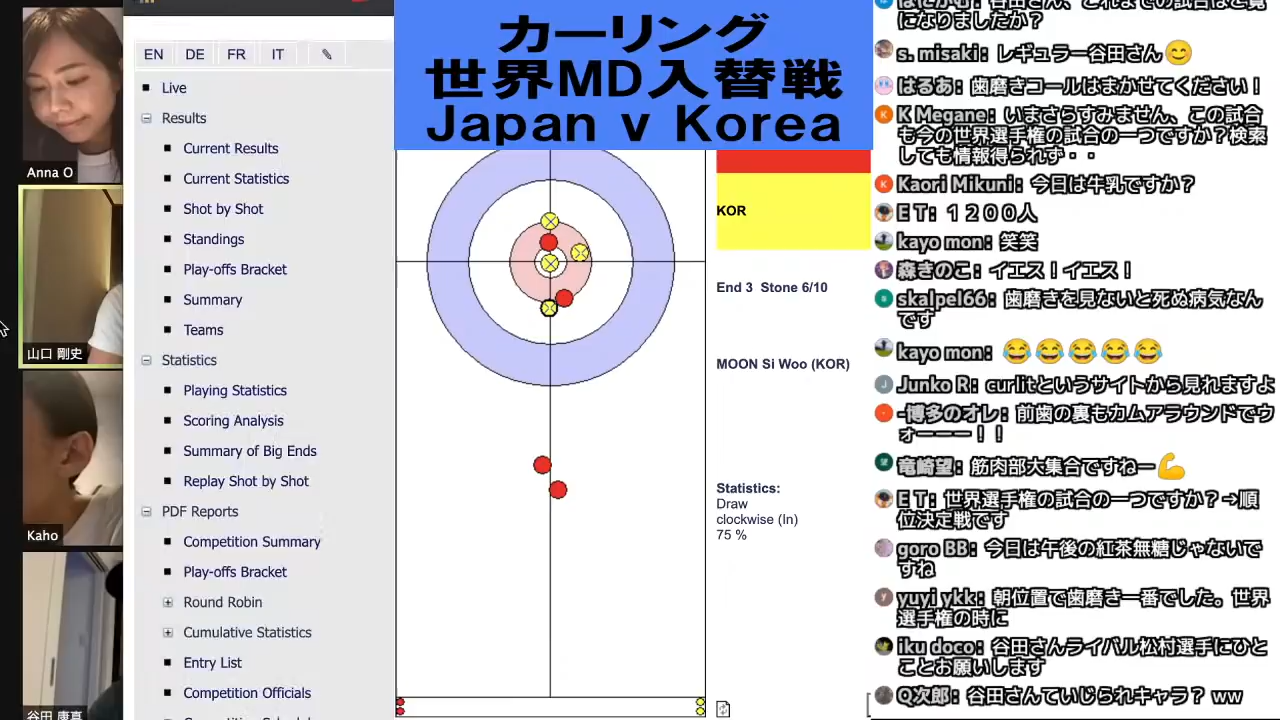 Anna O
山口 剛史
Kaho
谷田 康真
EN DE FR IT
Live
Results
Current Results
Current Statistics
Shot by Shot
Standings
Play-offs Bracket
Summary
Teams
Statistics
Playing Statistics
Scoring Analysis
Summary of Big Ends
Replay Shot by Shot
PDF Reports
Competition Summary
Play-offs Bracket
Round Robin
Cumulative Statistics
Entry List
Competition Officials
カーリング
世界MD入替戦
Japan v Korea
KOR
End 3 Stone 6/10
MOON Si Woo (KOR)
Statistics:
Draw
clockwise (In)
75 %
になりましたか？
s. misaki: レギュラー谷田さん😊
はるあ: 歯磨きコールはまかせてください！
K Megane: いまさらすみません、この試合
も今の世界選手権の試合の一つですか？検索
しても情報得られず・・
Kaori Mikuni: 今日は牛乳ですか？
E T: １２００人
kayo mon: 笑笑
森きのこ: イエス！イエス！
skalpel66: 歯磨きを見ないと死ぬ病気なん
です
kayo mon: 😂😂😂😂😂
Junko R: curlitというサイトから見れますよ
-博多のオレ: 前歯の裏もカムアラウンドでウ
ォーーー！！
竜崎望: 筋肉部大集合ですねー💪
E T: 世界選手権の試合の一つですか？→順
位決定戦です
goro BB: 今日は午後の紅茶無糖じゃないで
すね
yuyi ykk: 朝位置で歯磨き一番でした。世界
選手権の時に
iku doco: 谷田さんライバル松村選手にひと
ことお願いします
Q次郎: 谷田さんていじられキャラ？ ww